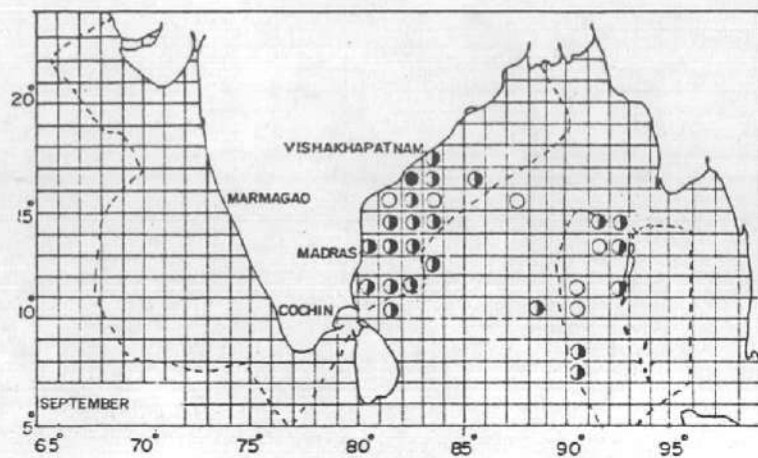 20°
VISHAKHAPATNAM
MARMAGAO
15°
MADRAS
10°
COCHIN
SEPTEMBER
5°
65° 70° 75° 80° 85° 90° 95°